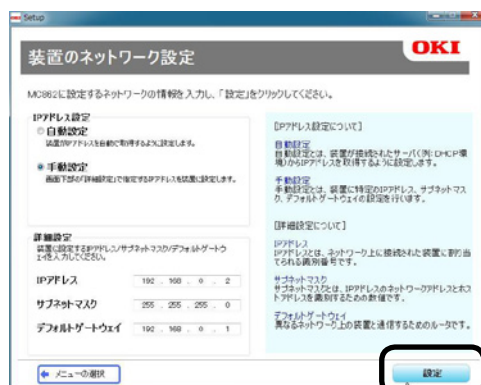 Setup
装置のネットワーク設定
OKI
MC862に設定するネットワークの情報を入力し、「設定」をクリックしてください。
IPアドレス設定
自動設定
装置がIPアドレスを自動で取得するように設定します。
手動設定
画面下部の「詳細設定」で指定するIPアドレスを装置に設定します。
詳細設定
装置に設定するIPアドレス/サブネットマスク/デフォルトゲートウ
ェイを入力してください。
IPアドレス 192 . 168 . 0 . 2
サブネットマスク 255 . 255 . 255 . 0
デフォルトゲートウェイ 192 . 168 . 0 . 1
【IPアドレス設定について】
自動設定
自動設定とは、装置が接続されたサーバ(例:DHCP環
境)からIPアドレスを取得するように設定します。
手動設定
手動設定とは、装置に特定のIPアドレス、サブネットマス
ク、デフォルトゲートウェイの設定を行います。
【詳細設定について】
IPアドレス
IPアドレスとは、ネットワーク上に接続された装置に割り当
てられる識別番号です。
サブネットマスク
サブネットマスクとは、IPアドレスのネットワークアドレスとホス
トアドレスを識別するための数値です。
デフォルトゲートウェイ
異なるネットワーク上の装置と通信するためのルータです。
メニューの選択
設定